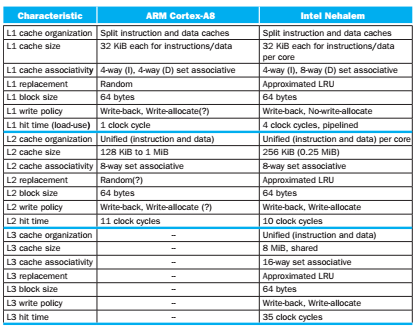 Characteristic ARM Cortex-A8 Intel Nehalem
L1 cache organization Split instruction and data caches Split instruction and data caches
L1 cache size 32 KiB each for instructions/data 32 KiB each for instructions/data
per core
L1 cache associativity 4-way (I), 4-way (D) set associative 4-way (I), 8-way (D) set associative
L1 replacement Random Approximated LRU
L1 block size 64 bytes 64 bytes
L1 write policy Write-back, Write-allocate(?) Write-back, No-write-allocate
L1 hit time (load-use) 1 clock cycle 4 clock cycles, pipelined
L2 cache organization Unified (instruction and data) Unified (instruction and data) per core
L2 cache size 128 KiB to 1 MiB 256 KiB (0.25 MiB)
L2 cache associativity 8-way set associative 8-way set associative
L2 replacement Random(?) Approximated LRU
L2 block size 64 bytes 64 bytes
L2 write policy Write-back, Write-allocate (?) Write-back, Write-allocate
L2 hit time 11 clock cycles 10 clock cycles
L3 cache organization – Unified (instruction and data)
L3 cache size – 8 MiB, shared
L3 cache associativity – 16-way set associative
L3 replacement – Approximated LRU
L3 block size – 64 bytes
L3 write policy – Write-back, Write-allocate
L3 hit time – 35 clock cycles